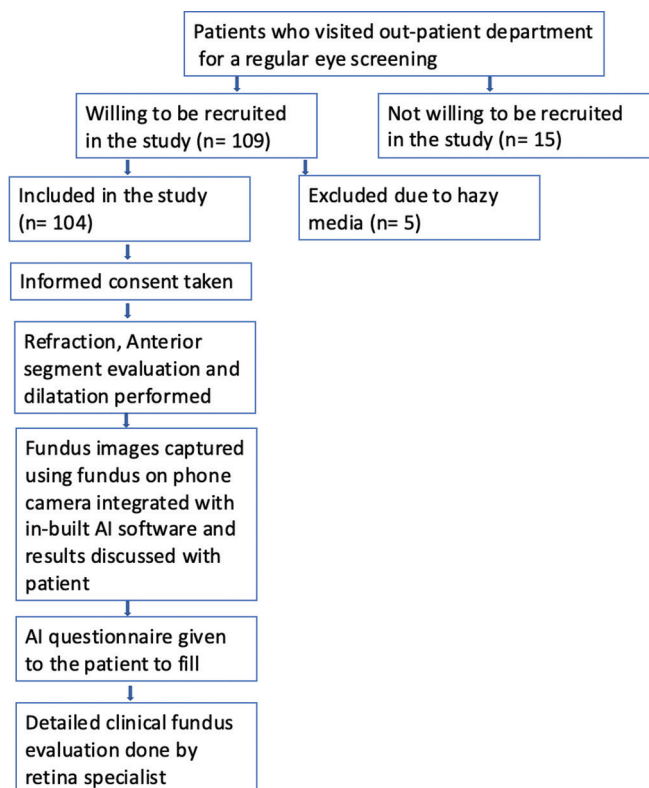 Patients who visited out-patient department
for a regular eye screening
Willing to be recruited
in the study (n= 109)
Not willing to be recruited
in the study (n= 15)
Included in the study
(n= 104)
Excluded due to hazy
media (n= 5)
Informed consent taken
Refraction, Anterior
segment evaluation and
dilatation performed
Fundus images captured
using fundus on phone
camera integrated with
in-built AI software and
results discussed with
patient
AI questionnaire given
to the patient to fill
Detailed clinical fundus
evaluation done by
retina specialist